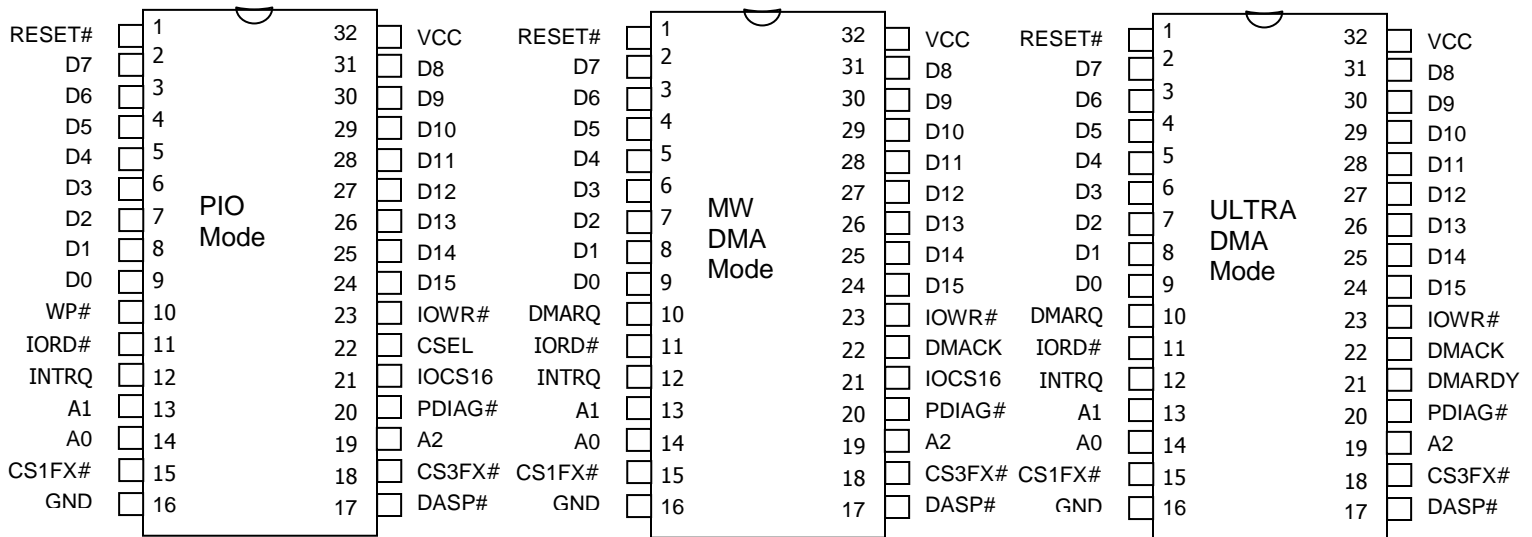 RESET# 1 32 VCC RESET# 1 32 VCC RESET# 1 32 VCC
D7 2 31 D8 D7 2 31 D8 D7 2 31 D8
D6 3 30 D9 D6 3 30 D9 D6 3 30 D9
D5 4 29 D10 D5 4 29 D10 D5 4 29 D10
D4 5 28 D11 D4 5 28 D11 D4 5 28 D11
D3 6 27 D12 D3 6 27 D12 D3 6 27 D12
D2 7 PIO 26 D13 D2 7 MW 26 D13 D2 7 ULTRA 26 D13
D1 8 Mode 25 D14 D1 8 DMA 25 D14 D1 8 DMA 25 D14
D0 9 24 D15 D0 9 Mode 24 D15 D0 9 Mode 24 D15
WP# 10 23 IOWR# DMARQ 10 23 IOWR# DMARQ 10 23 IOWR#
IORD# 11 22 CSEL IORD# 11 22 DMACK IORD# 11 22 DMACK
INTRQ 12 21 IOCS16 INTRQ 12 21 IOCS16 INTRQ 12 21 DMARDY
A1 13 20 PDIAG# A1 13 20 PDIAG# A1 13 20 PDIAG#
A0 14 19 A2 A0 14 19 A2 A0 14 19 A2
CS1FX# 15 18 CS3FX# CS1FX# 15 18 CS3FX# CS1FX# 15 18 CS3FX#
GND 16 17 DASP# GND 16 17 DASP# GND 16 17 DASP#